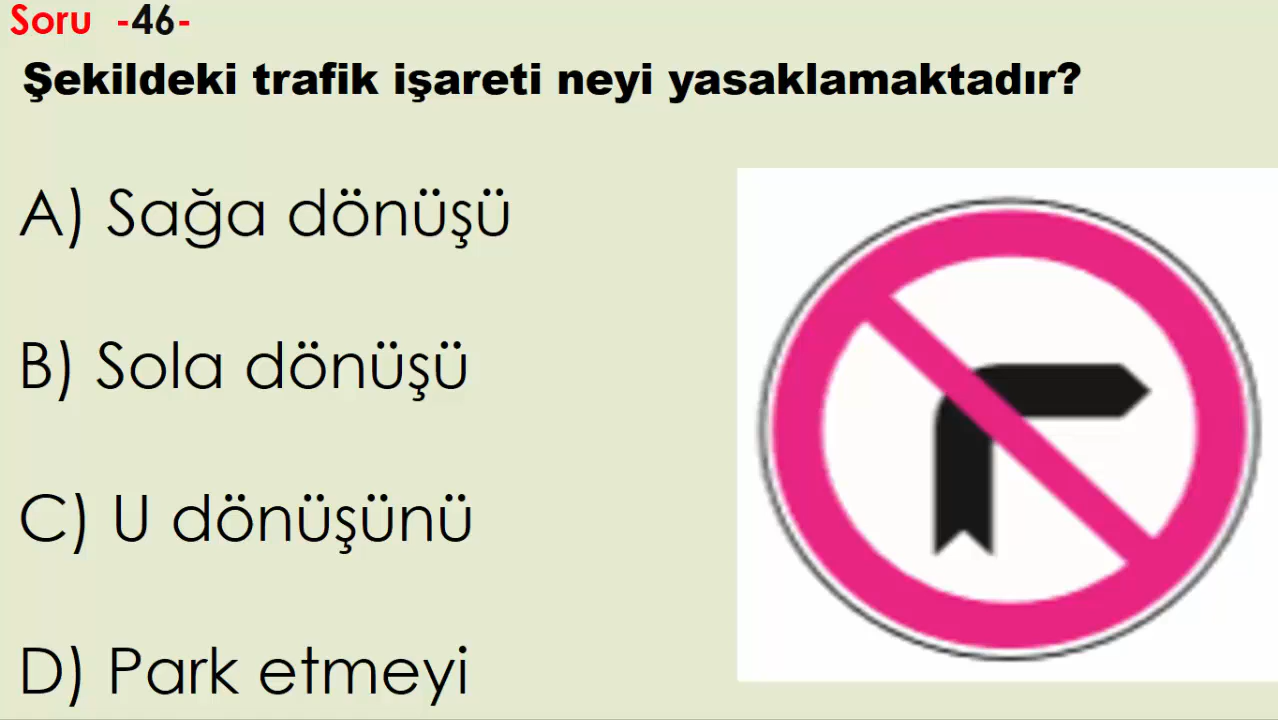 Soru -46-
Şekildeki trafik işareti neyi yasaklamaktadır?
A) Sağa dönüşü
B) Sola dönüşü
C) U dönüşünü
D) Park etmeyi